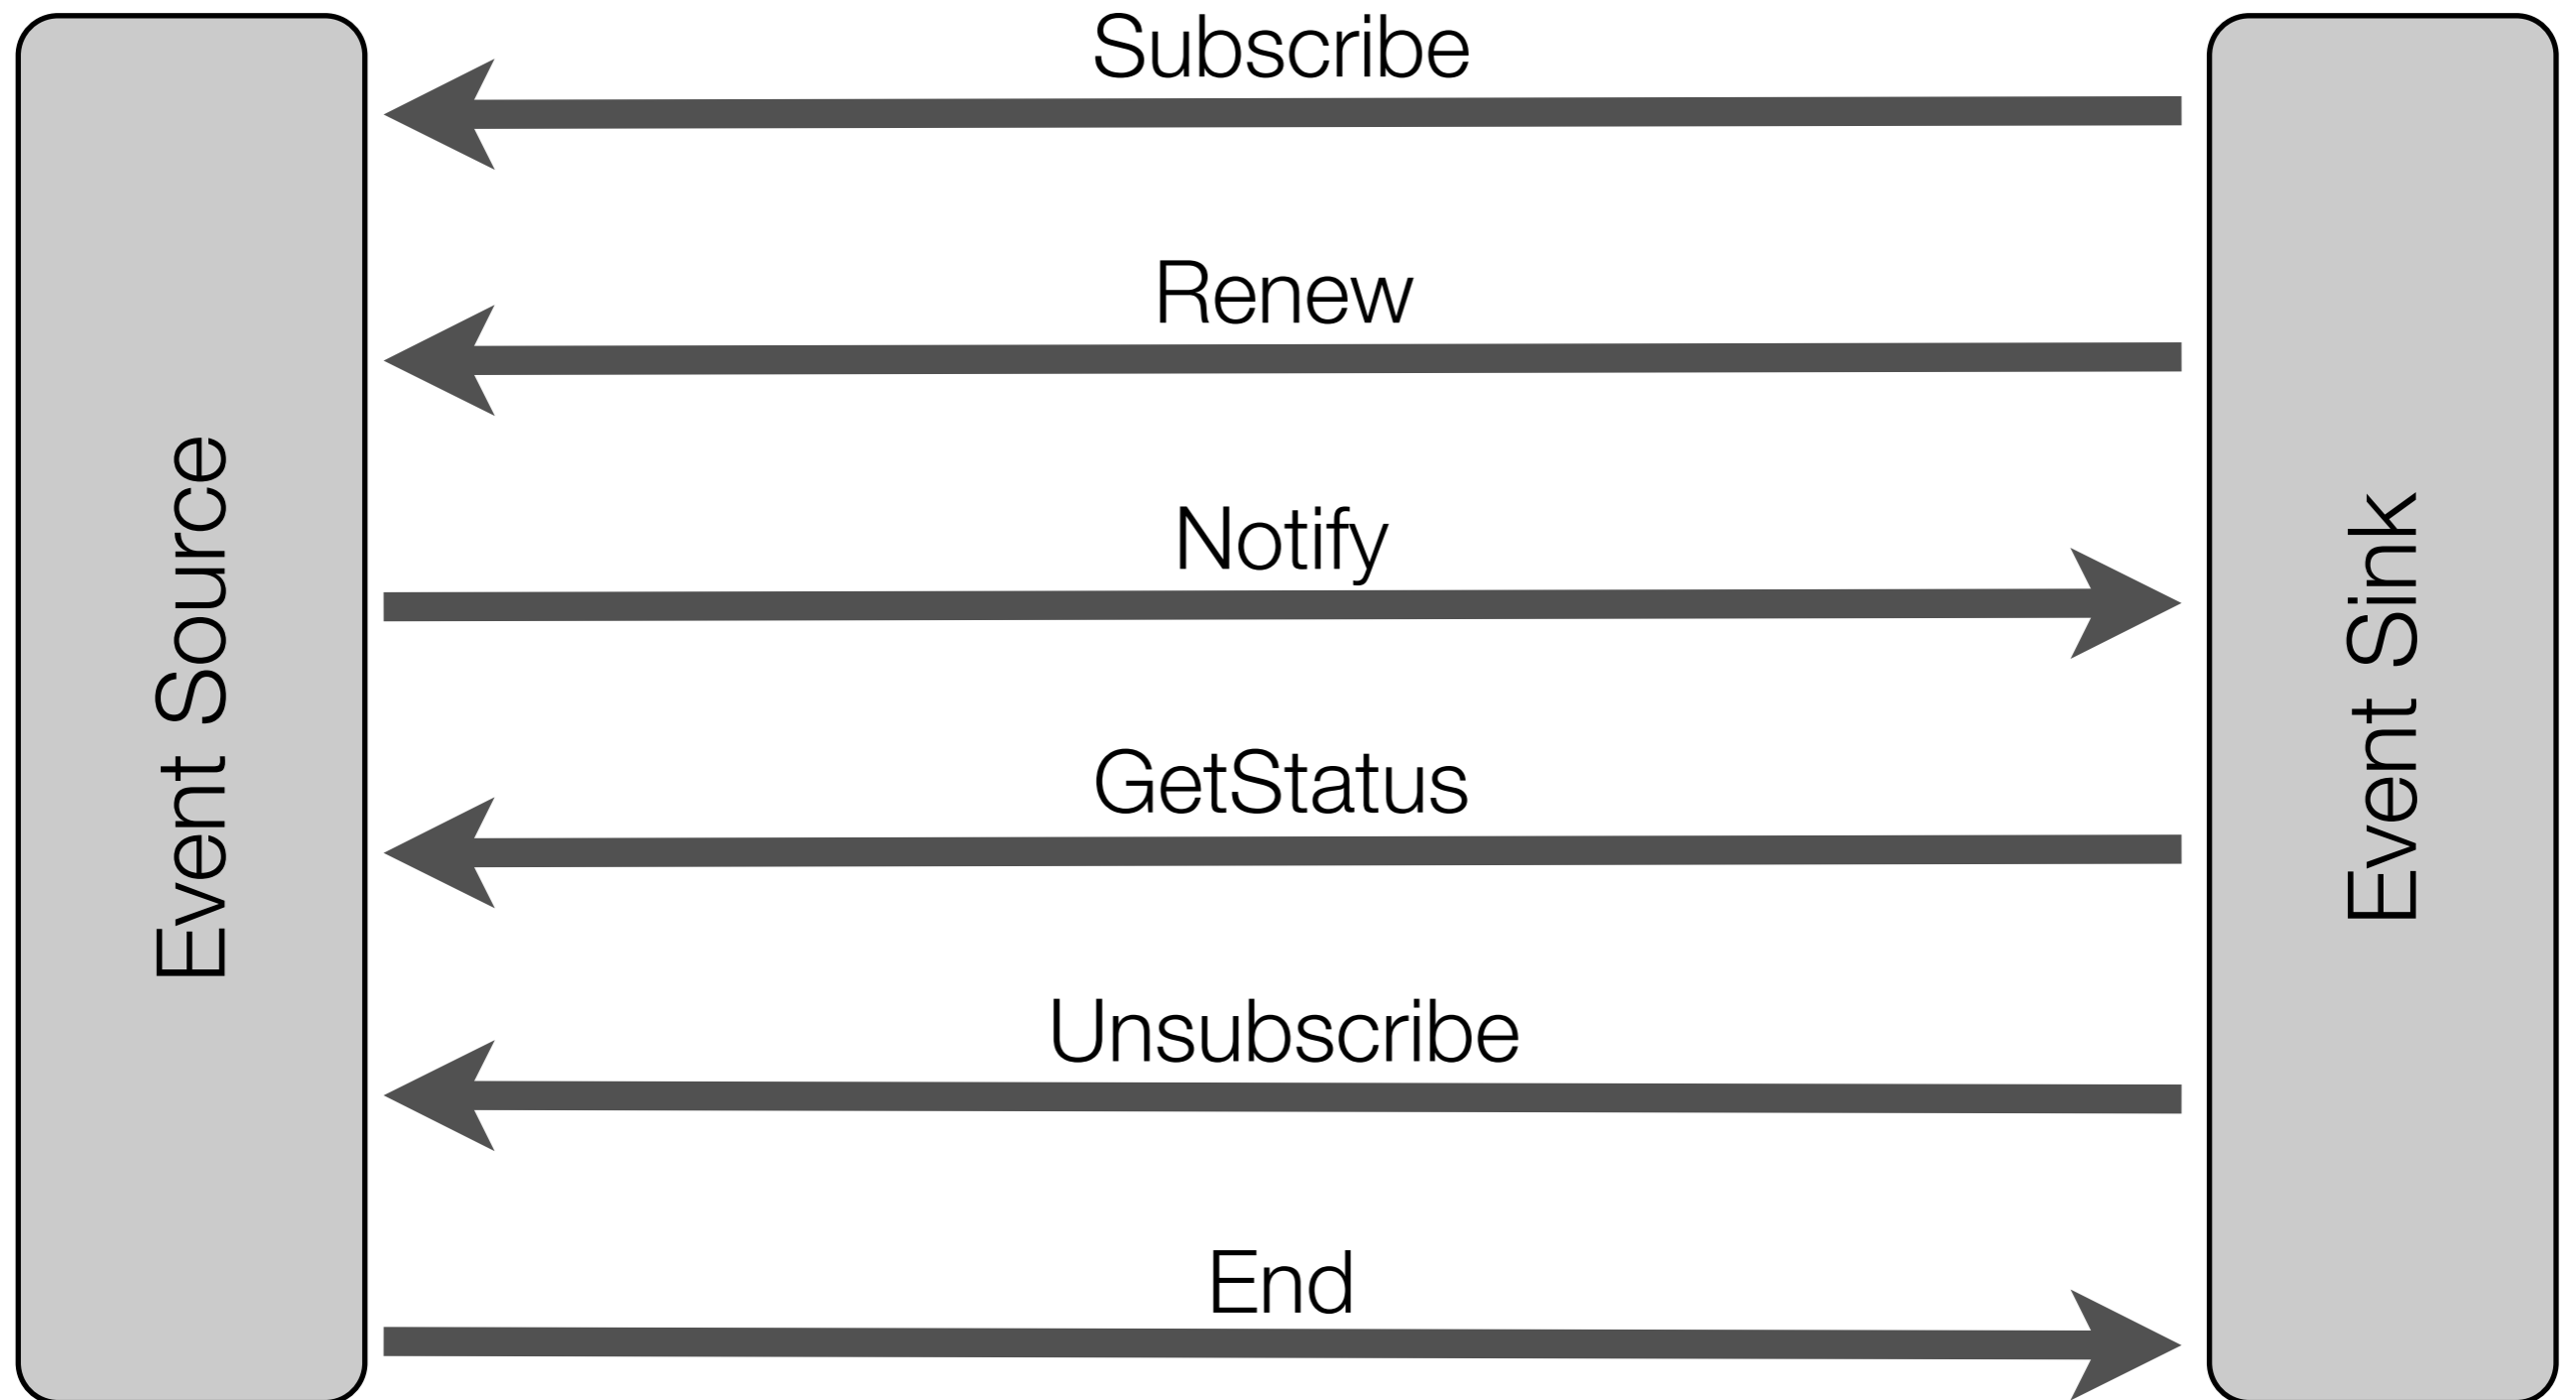 Event Source
Subscribe
Renew
Notify
GetStatus
Unsubscribe
End
Event Sink